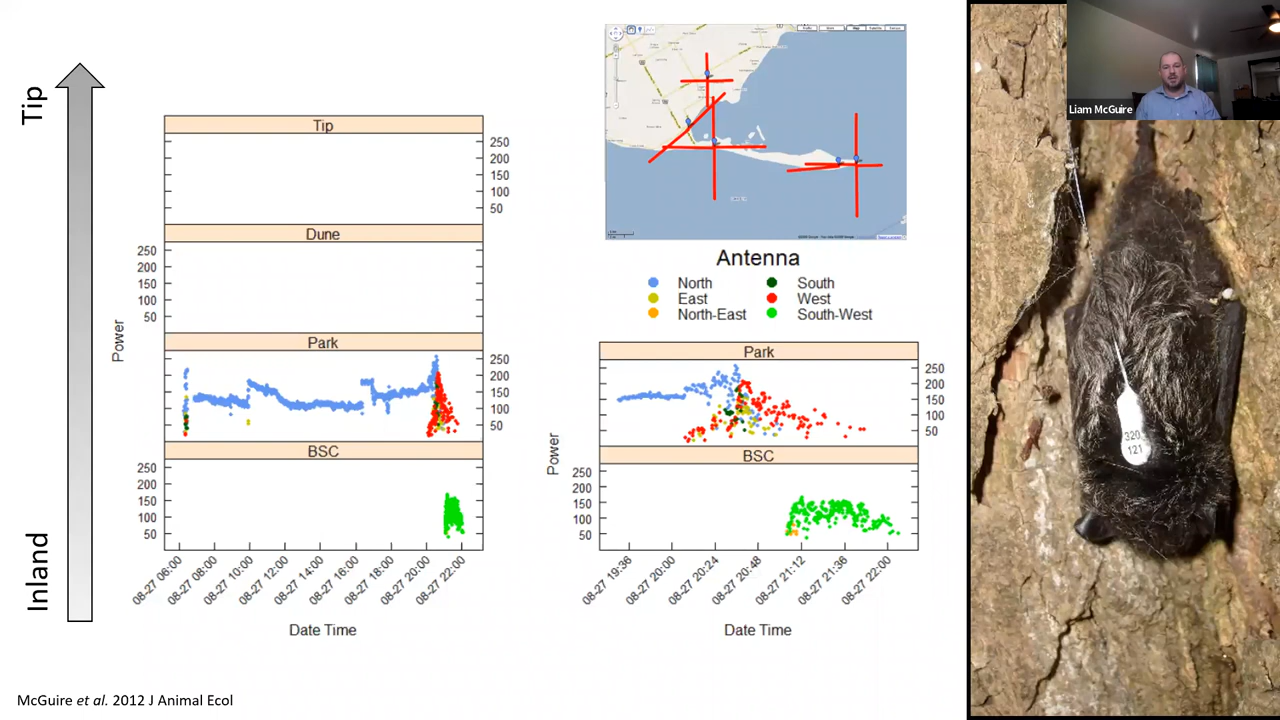 Tip
Inland
Tip
250
200
150
100
50
Dune
250
200
150
100
50
Park
250
200
150
100
50
BSC
250
200
150
100
50
Power
08-27 06:00
08-27 08:00
08-27 10:00
08-27 12:00
08-27 14:00
08-27 16:00
08-27 18:00
08-27 20:00
08-27 22:00
Date Time
Antenna
North
South
East
West
North-East
South-West
Park
250
200
150
100
50
BSC
250
200
150
100
50
Power
08-27 19:36
08-27 20:00
08-27 20:24
08-27 20:48
08-27 21:12
08-27 21:36
08-27 22:00
Date Time
McGuire et al. 2012 J Animal Ecol
Liam McGuire
320
121